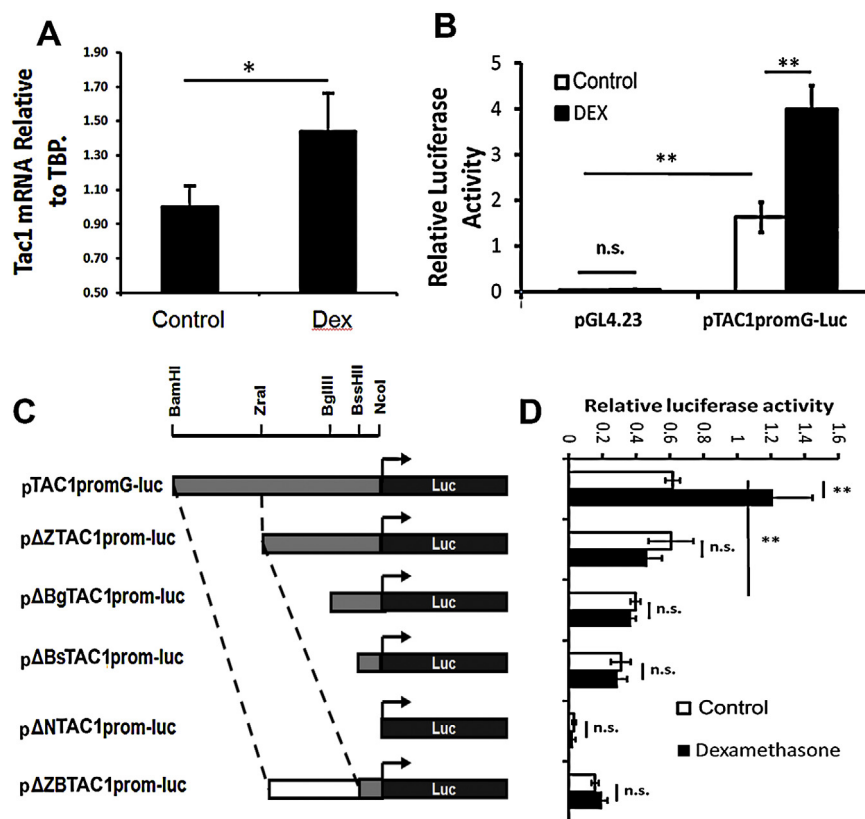 A
1.90
1.70
1.50
1.30
1.10
0.90
0.70
0.50
Tac1 mRNA Relative
to TBP.
*
Control
Dex
B
5
4
3
2
1
0
Relative Luciferase
Activity
Control
DEX
**
**
n.s.
pGL4.23
pTAC1promG-Luc
C
BamHI
ZraI
BglIII
BssHII
NcoI
pTAC1promG-luc
Luc
pΔZTAC1prom-luc
Luc
pΔBgTAC1prom-luc
Luc
pΔBsTAC1prom-luc
Luc
pΔNTAC1prom-luc
Luc
pΔZBTAC1prom-luc
Luc
D
Relative luciferase activity
0
0.2
0.4
0.6
0.8
1
1.2
1.4
1.6
**
**
n.s.
n.s.
n.s.
n.s.
n.s.
Control
Dexamethasone